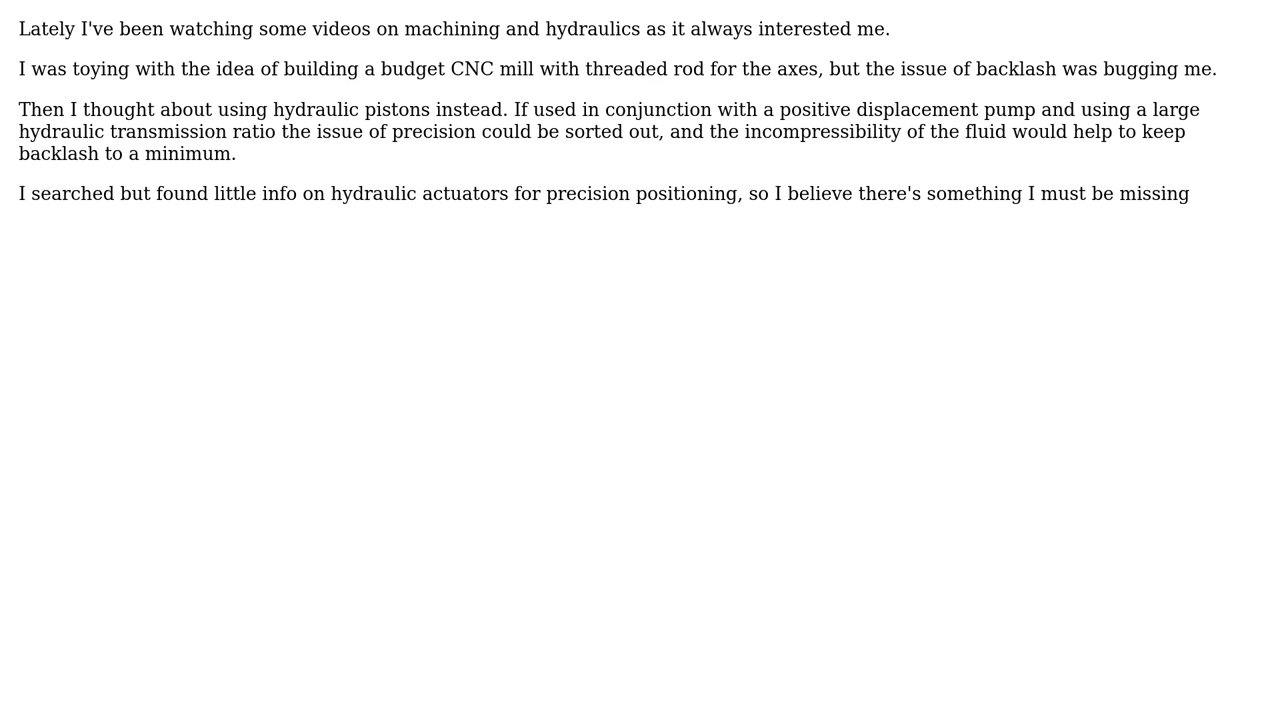 Lately I've been watching some videos on machining and hydraulics as it always interested me.
I was toying with the idea of building a budget CNC mill with threaded rod for the axes, but the issue of backlash was bugging me.
Then I thought about using hydraulic pistons instead. If used in conjunction with a positive displacement pump and using a large
hydraulic transmission ratio the issue of precision could be sorted out, and the incompressibility of the fluid would help to keep
backlash to a minimum.
I searched but found little info on hydraulic actuators for precision positioning, so I believe there's something I must be missing